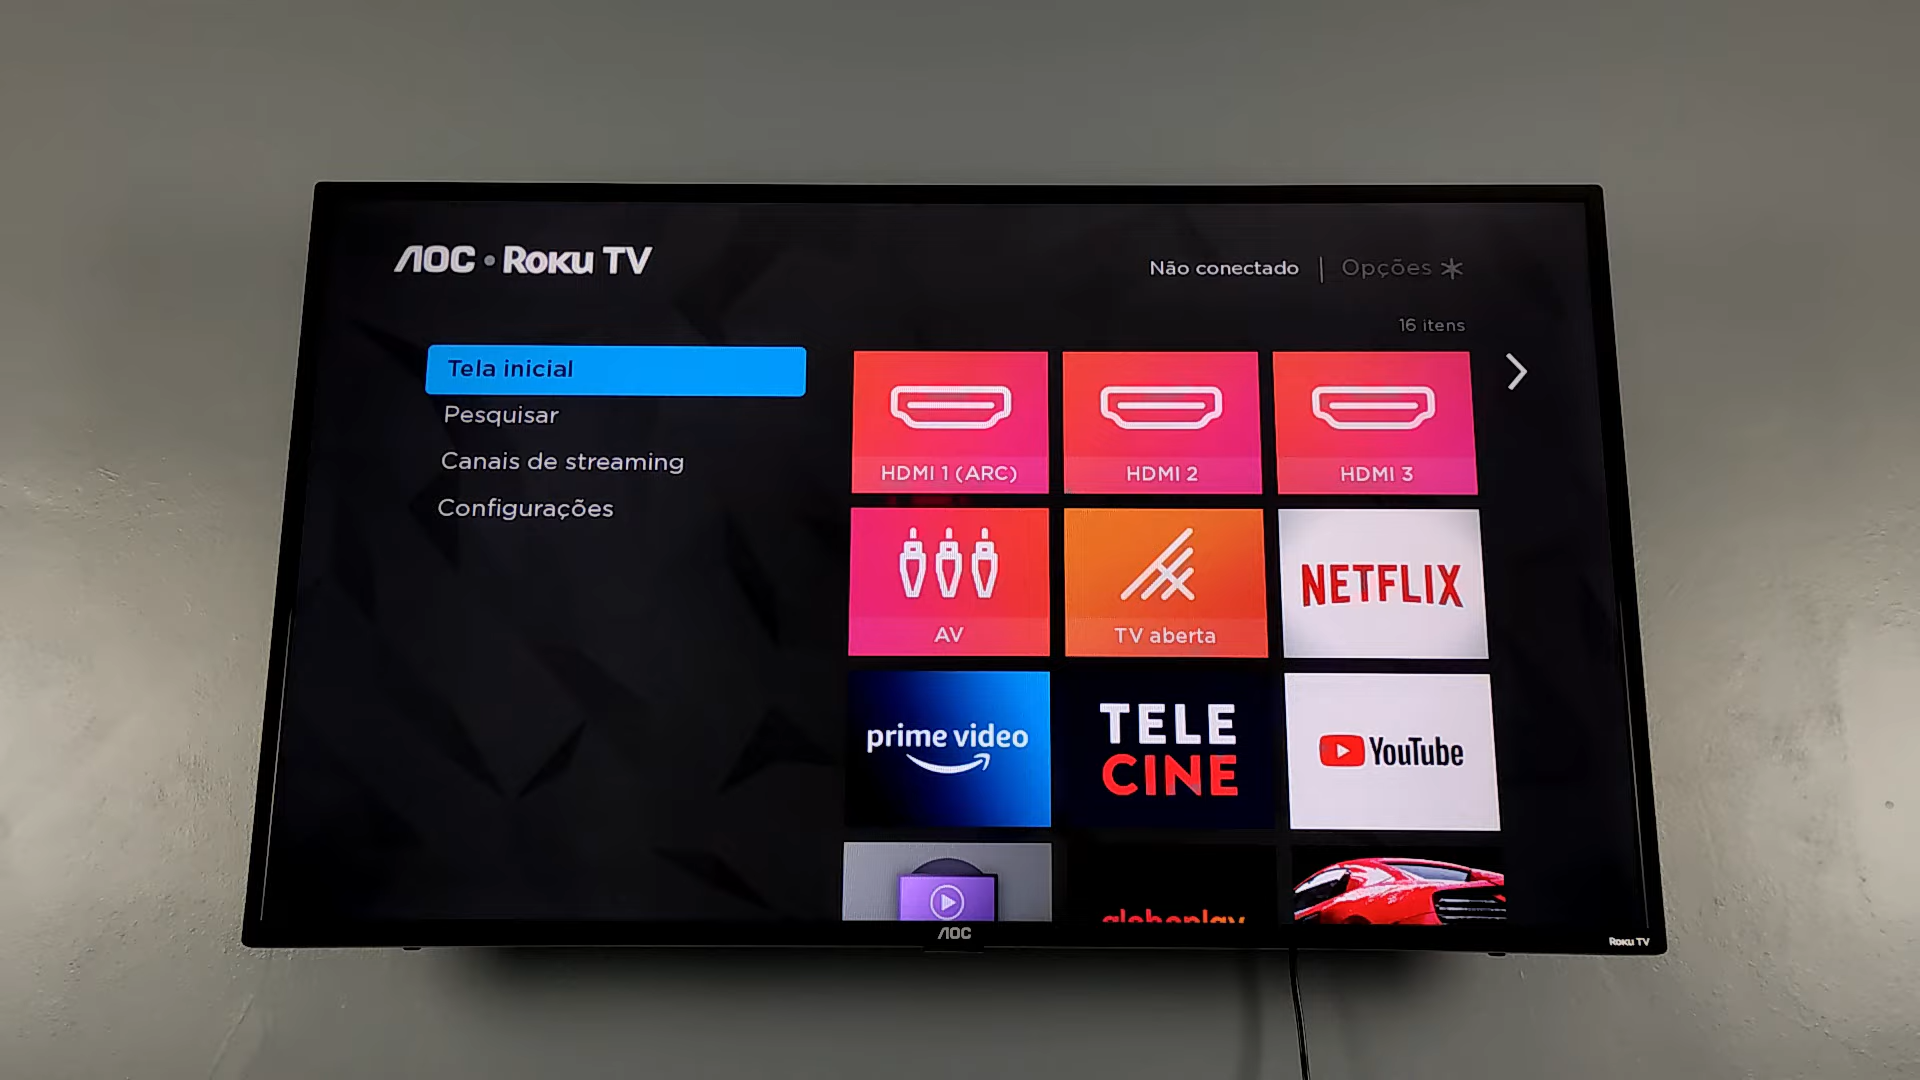 AOC • Roku TV
Não conectado | Opções
16 itens
Tela inicial
Pesquisar
Canais de streaming
Configurações
HDMI 1 (ARC)
HDMI 2
HDMI 3
AV
TV aberta
NETFLIX
prime video
TELE
CINE
YouTube
globoplay
AOC
Roku TV